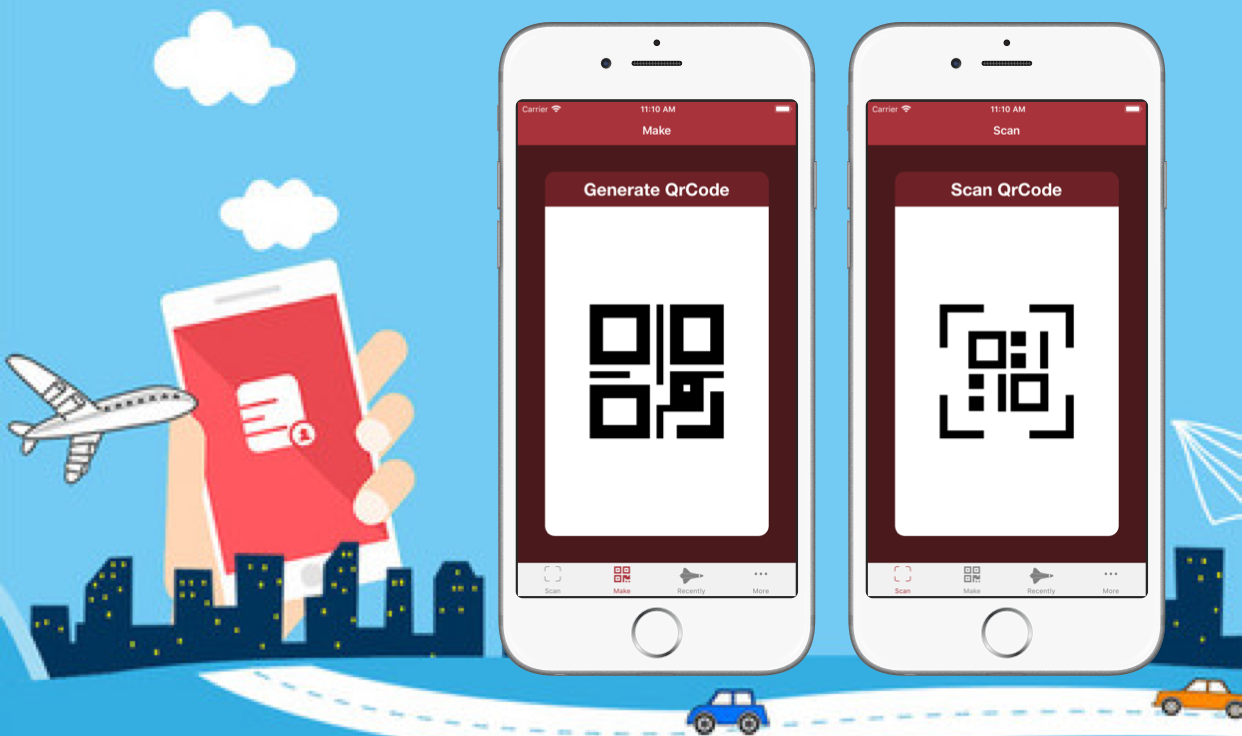 Carrier 11:10 AM
Make
Generate QrCode
Scan Make Recently More
Carrier 11:10 AM
Scan
Scan QrCode
Scan Make Recently More
1